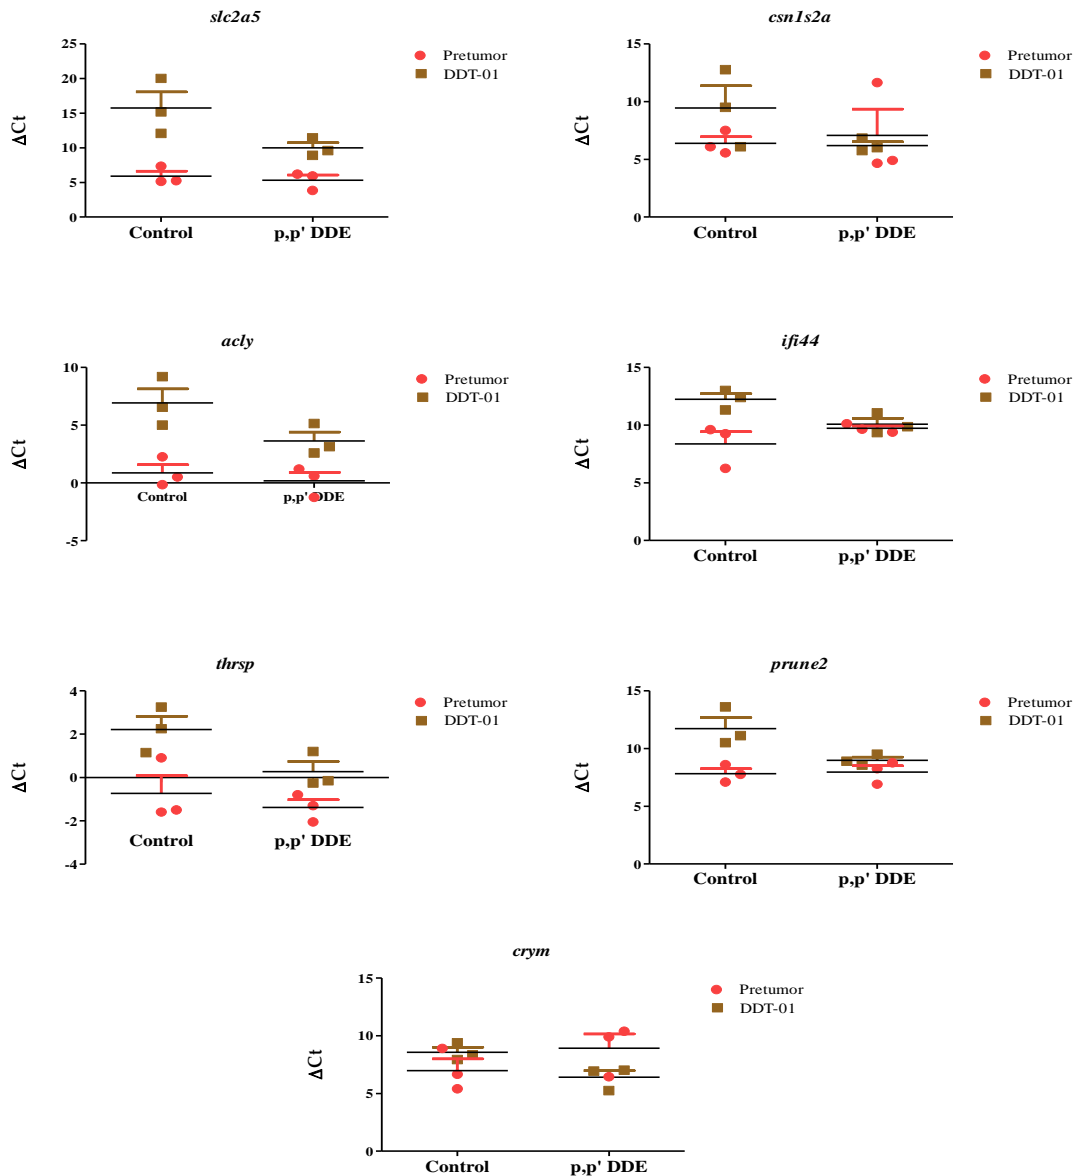 slc2a5
25
20
15
10
5
0
ΔCt
Control
p,p' DDE
Pretumor
DDT-01
csn1s2a
15
10
5
0
ΔCt
Control
p,p' DDE
Pretumor
DDT-01
acly
10
5
0
-5
ΔCt
Control
p,p' DDE
Pretumor
DDT-01
ifi44
15
10
5
0
ΔCt
Control
p,p' DDE
Pretumor
DDT-01
thrsp
4
2
0
-2
-4
ΔCt
Control
p,p' DDE
Pretumor
DDT-01
prune2
15
10
5
0
ΔCt
Control
p,p' DDE
Pretumor
DDT-01
crym
15
10
5
0
ΔCt
Control
p,p' DDE
Pretumor
DDT-01